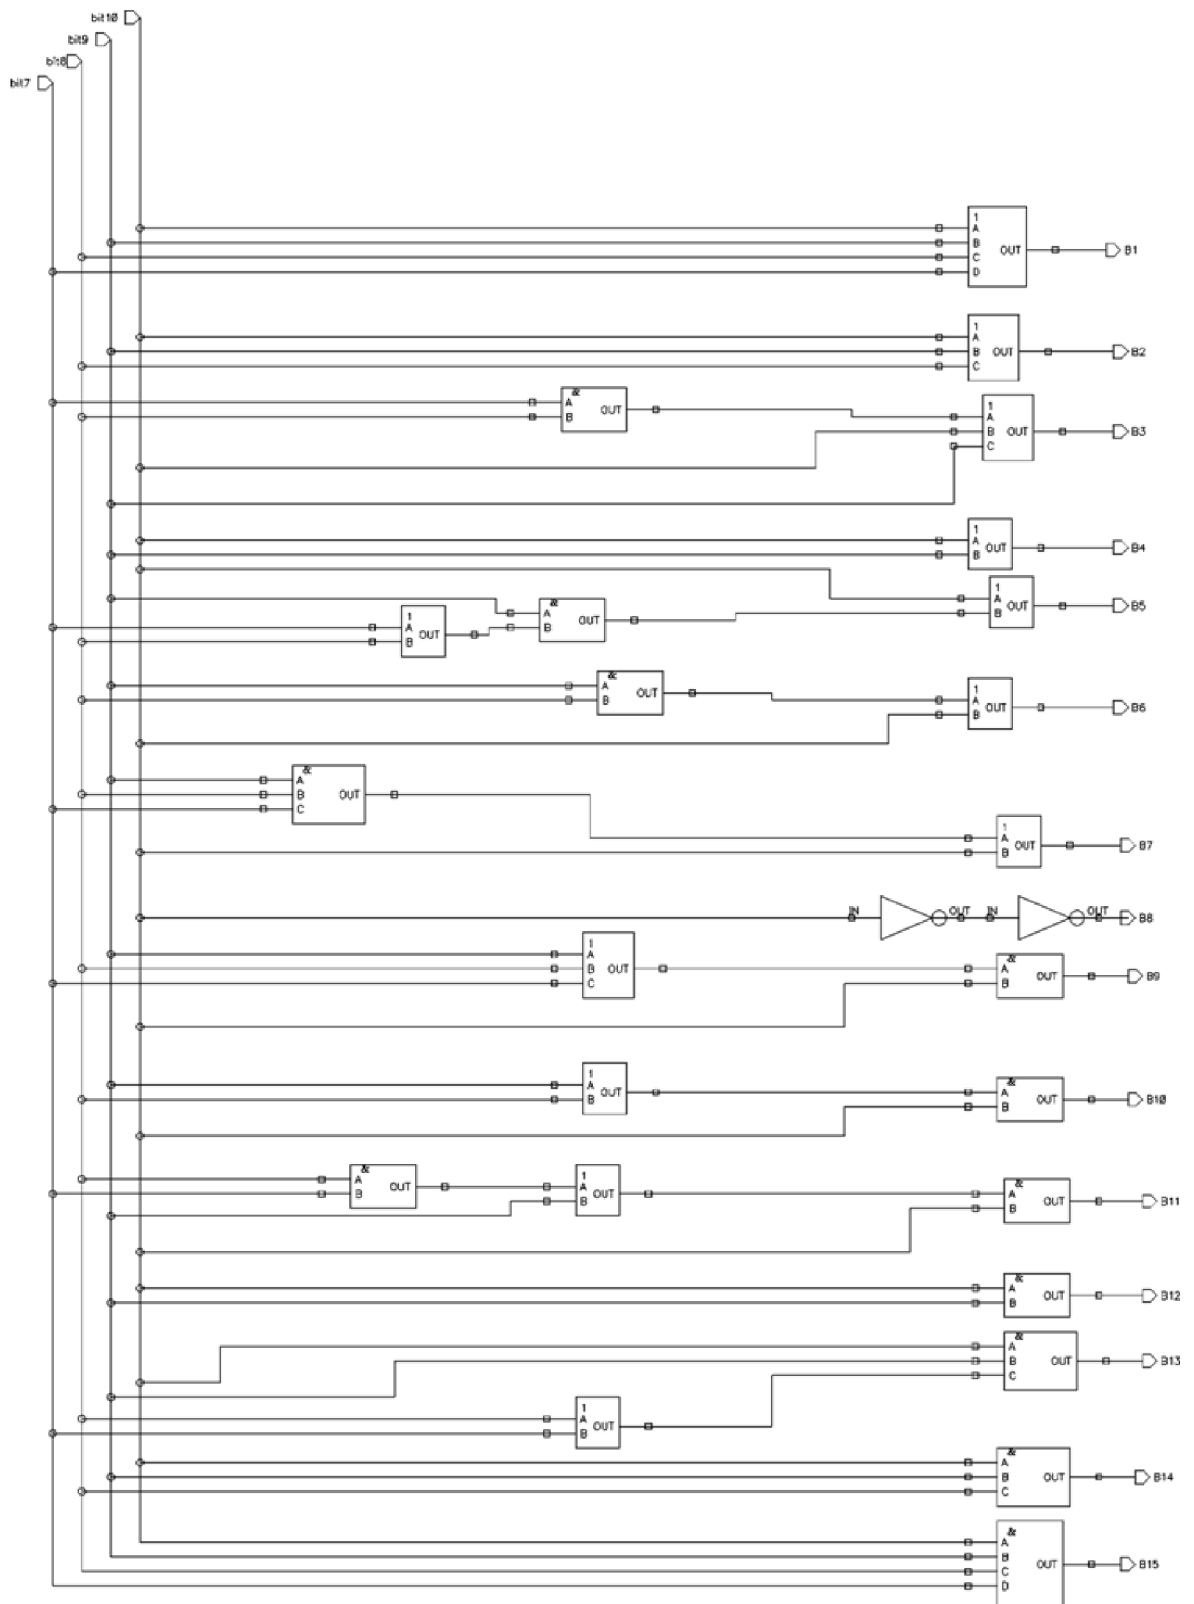 bit10
bit9
bit8
bit7
1
A
B OUT B1
C
D
1
A
B OUT B2
C
&
A OUT
B
1
A
B OUT B3
C
1
A OUT B4
B
1
A OUT B5
B
&
A OUT
B
1
A OUT
B
&
A OUT
B
1
A OUT B6
B
&
A
B OUT
C
1
A OUT B7
B
IN OUT IN OUT B8
1
A
B OUT
C
&
A OUT B9
B
1
A OUT
B
&
A OUT B10
B
&
A OUT
B
1
A OUT
B
&
A OUT B11
B
&
A OUT B12
B
&
A
B OUT B13
C
1
A OUT
B
&
A
B OUT B14
C
&
A
B OUT B15
C
D